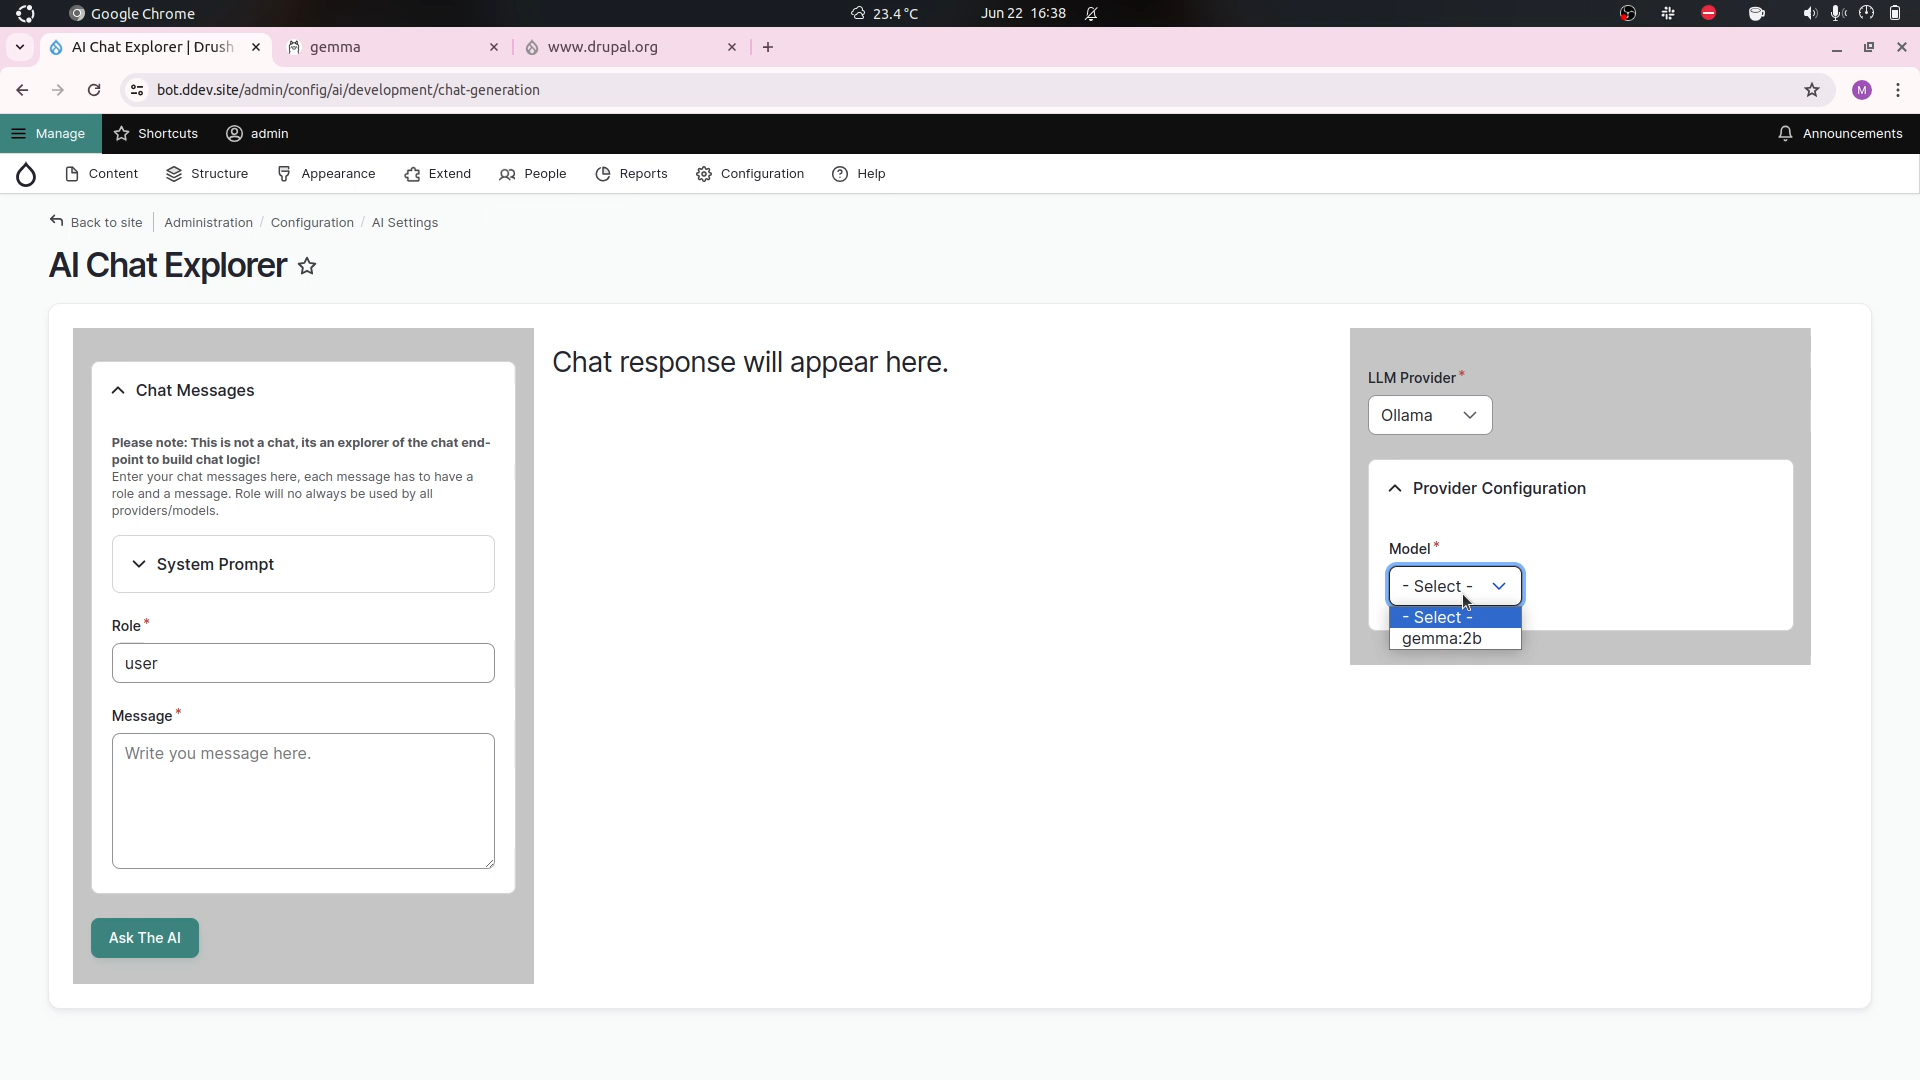 Google Chrome
23.4°C
Jun 22 16:38
AI Chat Explorer | Drush
gemma
www.drupal.org
bot.ddev.site/admin/config/ai/development/chat-generation
M
Manage
Shortcuts
admin
Announcements
Content
Structure
Appearance
Extend
People
Reports
Configuration
Help
Back to site
Administration / Configuration / AI Settings
AI Chat Explorer
Chat Messages
Please note: This is not a chat, its an explorer of the chat end-
point to build chat logic!
Enter your chat messages here, each message has to have a
role and a message. Role will no always be used by all
providers/models.
System Prompt
Role*
user
Message*
Write you message here.
Ask The AI
Chat response will appear here.
LLM Provider*
Ollama
Provider Configuration
Model*
- Select -
- Select -
gemma:2b